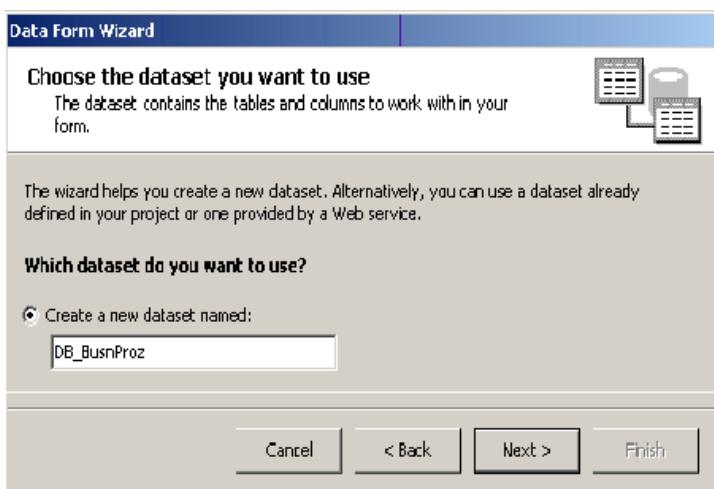 Data Form Wizard
Choose the dataset you want to use
The dataset contains the tables and columns to work with in your
form.
The wizard helps you create a new dataset. Alternatively, you can use a dataset already
defined in your project or one provided by a Web service.
Which dataset do you want to use?
Create a new dataset named:
DB_BusnProz
Cancel
< Back
Next >
Finish